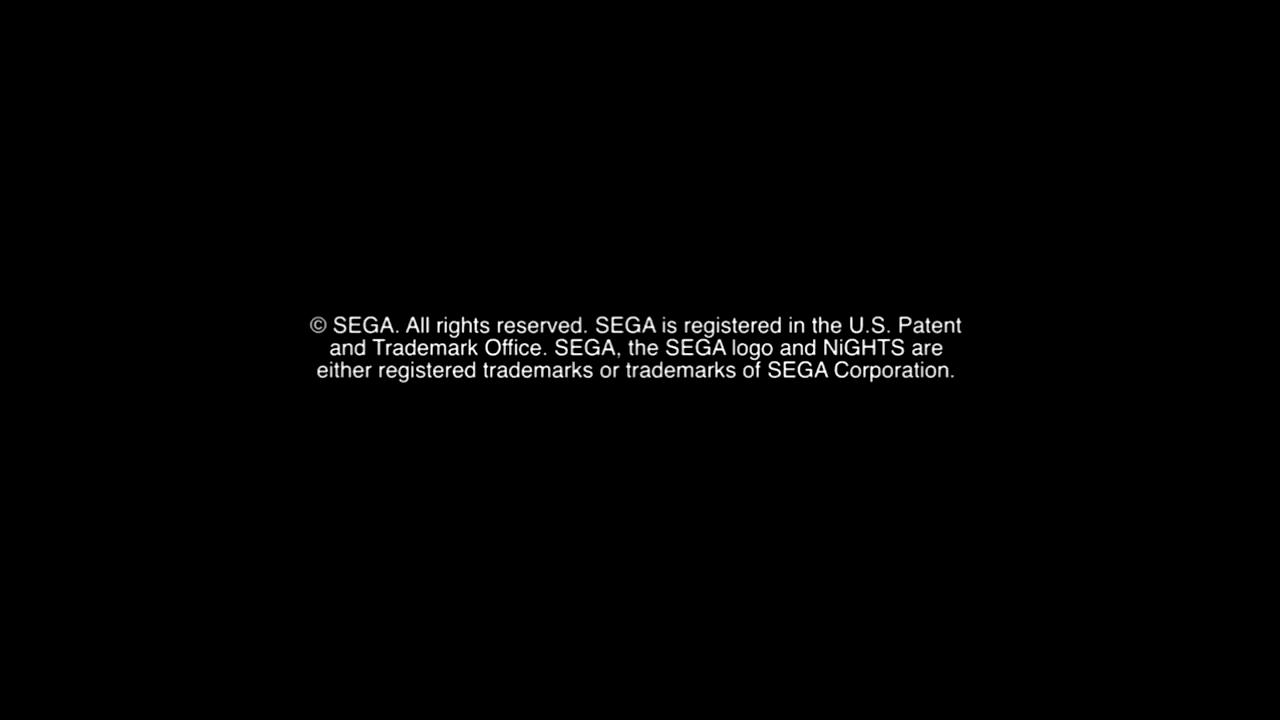 © SEGA. All rights reserved. SEGA is registered in the U.S. Patent
and Trademark Office. SEGA, the SEGA logo and NiGHTS are
either registered trademarks or trademarks of SEGA Corporation.